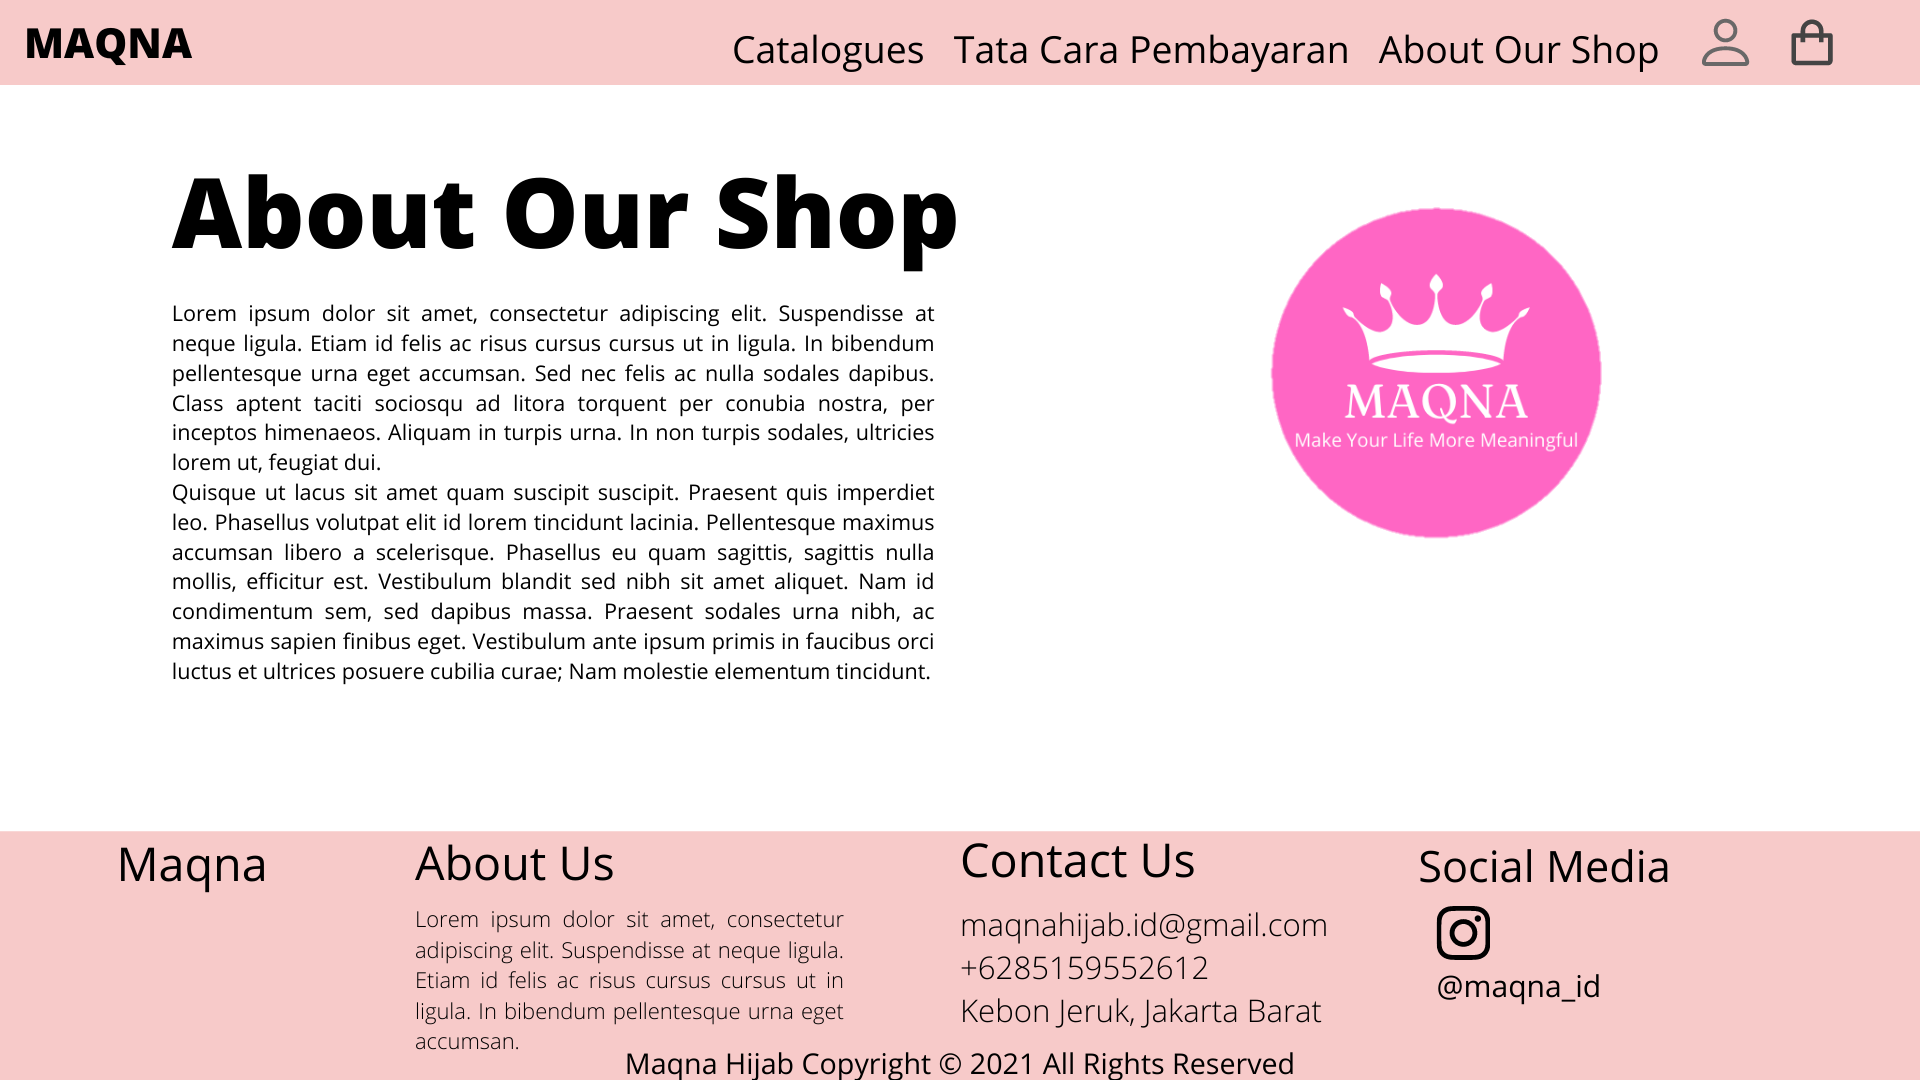 MAQNA
Catalogues Tata Cara Pembayaran About Our Shop
About Our Shop
Lorem ipsum dolor sit amet, consectetur adipiscing elit. Suspendisse at
neque ligula. Etiam id felis ac risus cursus cursus ut in ligula. In bibendum
pellentesque urna eget accumsan. Sed nec felis ac nulla sodales dapibus.
Class aptent taciti sociosqu ad litora torquent per conubia nostra, per
inceptos himenaeos. Aliquam in turpis urna. In non turpis sodales, ultricies
lorem ut, feugiat dui.
Quisque ut lacus sit amet quam suscipit suscipit. Praesent quis imperdiet
leo. Phasellus volutpat elit id lorem tincidunt lacinia. Pellentesque maximus
accumsan libero a scelerisque. Phasellus eu quam sagittis, sagittis nulla
mollis, efficitur est. Vestibulum blandit sed nibh sit amet aliquet. Nam id
condimentum sem, sed dapibus massa. Praesent sodales urna nibh, ac
maximus sapien finibus eget. Vestibulum ante ipsum primis in faucibus orci
luctus et ultrices posuere cubilia curae; Nam molestie elementum tincidunt.
MAQNA
Make Your Life More Meaningful
Maqna
About Us
Lorem ipsum dolor sit amet, consectetur
adipiscing elit. Suspendisse at neque ligula.
Etiam id felis ac risus cursus cursus ut in
ligula. In bibendum pellentesque urna eget
accumsan.
Contact Us
maqnahijab.id@gmail.com
+6285159552612
Kebon Jeruk, Jakarta Barat
Social Media
@maqna_id
Maqna Hijab Copyright © 2021 All Rights Reserved